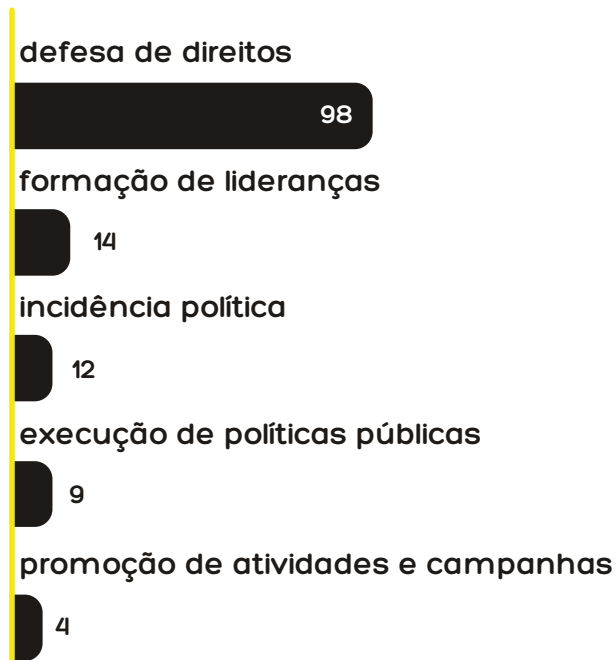 defesa de direitos
98
formação de lideranças
14
incidência política
12
execução de políticas públicas
9
promoção de atividades e campanhas
4